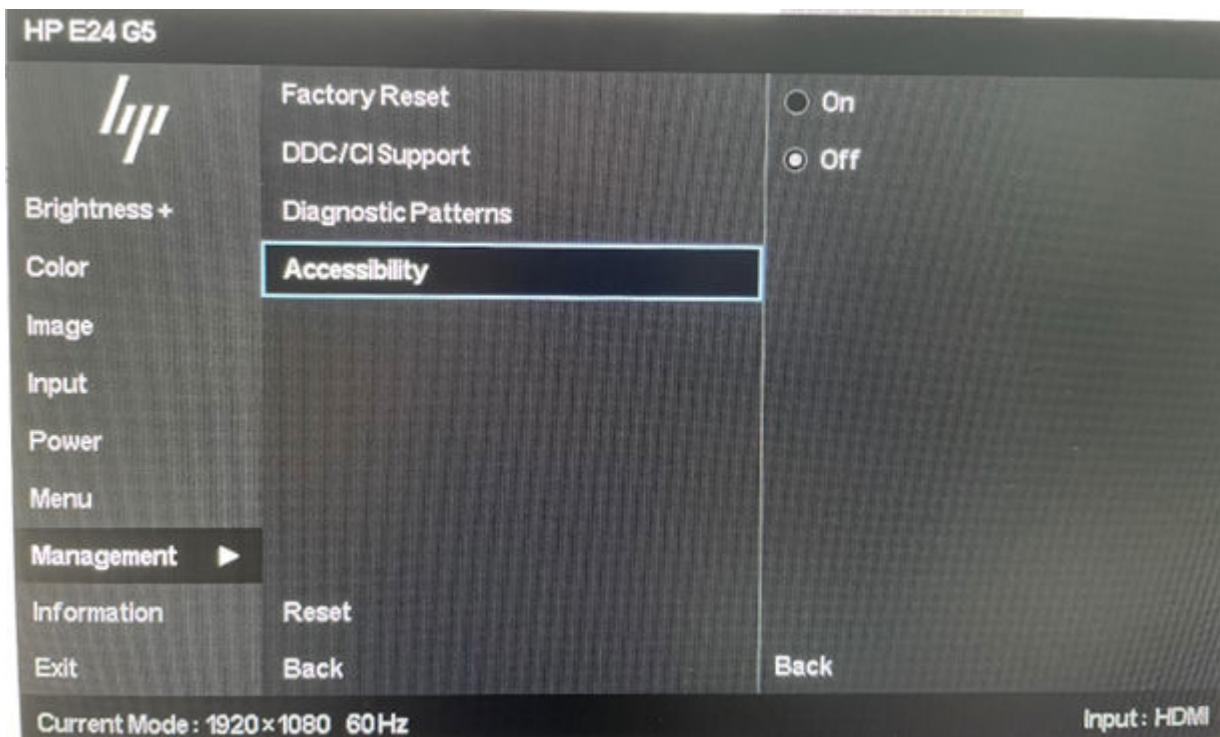 HP E24 G5
hp
Brightness +
Color
Image
Input
Power
Menu
Management
Information
Exit
Factory Reset
DDC/CI Support
Diagnostic Patterns
Accessibility
Reset
Back
On
Off
Back
Current Mode : 1920×1080 60Hz
Input : HDMI